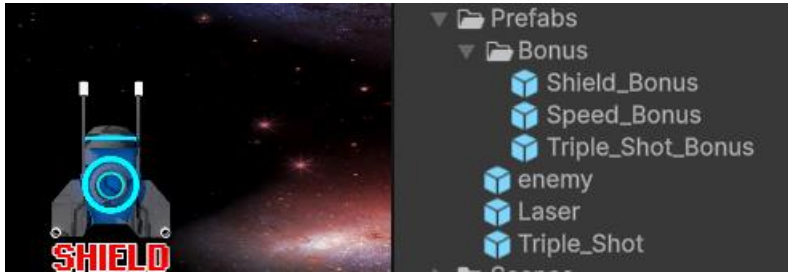 SHIELD
Prefabs
Bonus
Shield_Bonus
Speed_Bonus
Triple_Shot_Bonus
enemy
Laser
Triple_Shot